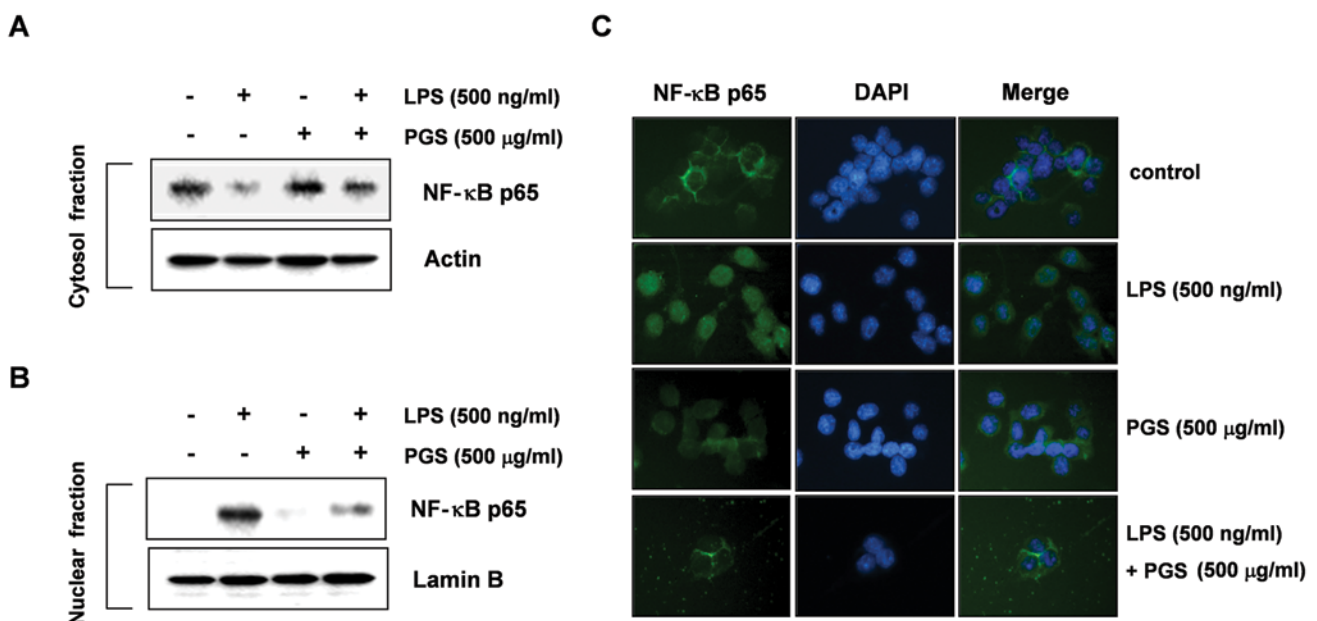 A
- + - + LPS (500 ng/ml)
- - + + PGS (500 μg/ml)
Cytosol fraction
NF-κB p65
Actin
B
- + - + LPS (500 ng/ml)
- - + + PGS (500 μg/ml)
Nuclear fraction
NF-κB p65
Lamin B
C
NF-κB p65 DAPI Merge
control
LPS (500 ng/ml)
PGS (500 μg/ml)
LPS (500 ng/ml)
+ PGS (500 μg/ml)